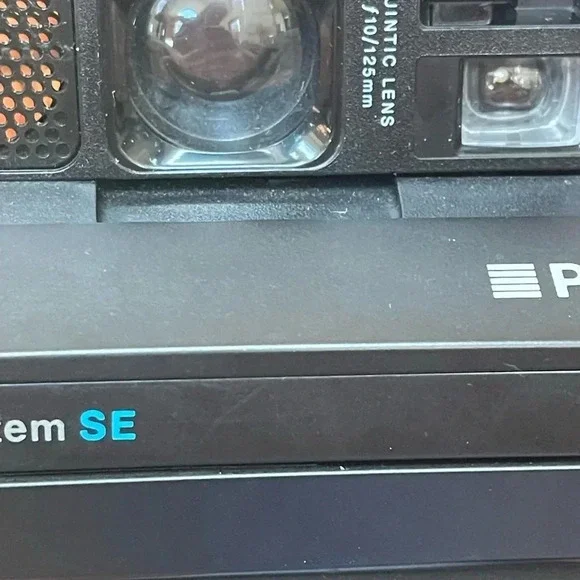 UINTIC LENS
f10/125mm
P
tem SE